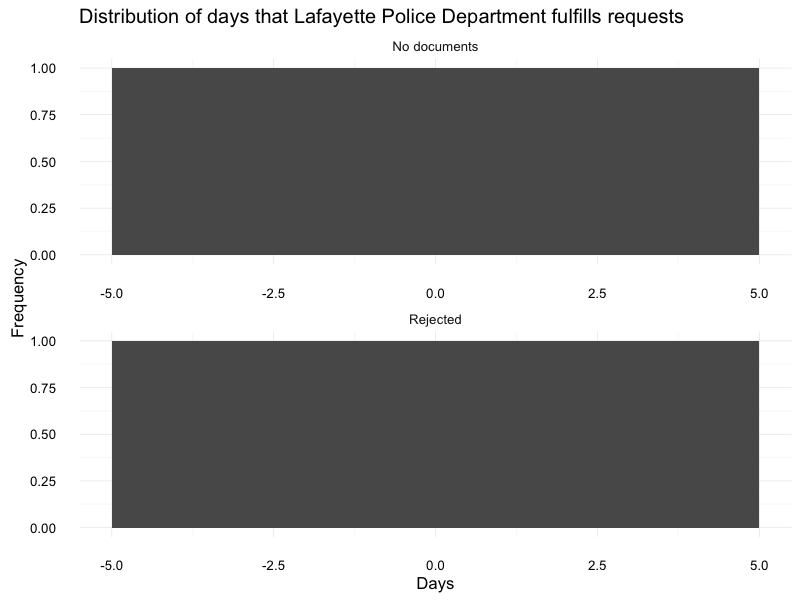 Distribution of days that Lafayette Police Department fulfills requests
No documents
1.00
0.75
0.50
0.25
0.00
-5.0 -2.5 0.0 2.5 5.0
Frequency
Rejected
1.00
0.75
0.50
0.25
0.00
-5.0 -2.5 0.0 2.5 5.0
Days